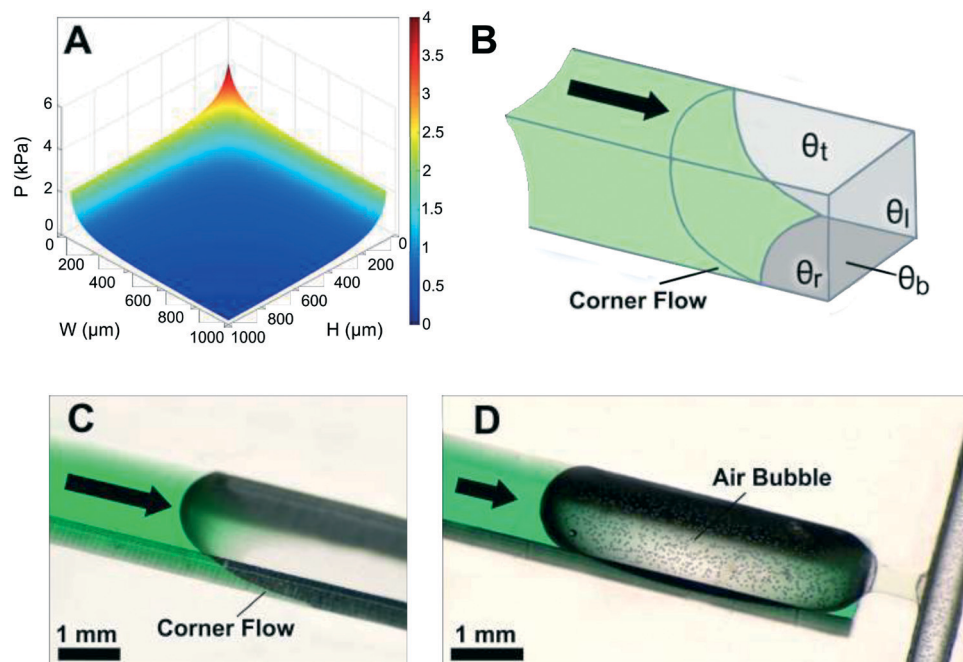 A
P (kPa)
6
4
2
0
0
200
400
600
800
1000
W (µm)
0
200
400
600
800
1000
H (µm)
4
3.5
3
2.5
2
1.5
1
0.5
0
B
θt
θl
θr
θb
Corner Flow
C
Corner Flow
1 mm
D
Air Bubble
1 mm